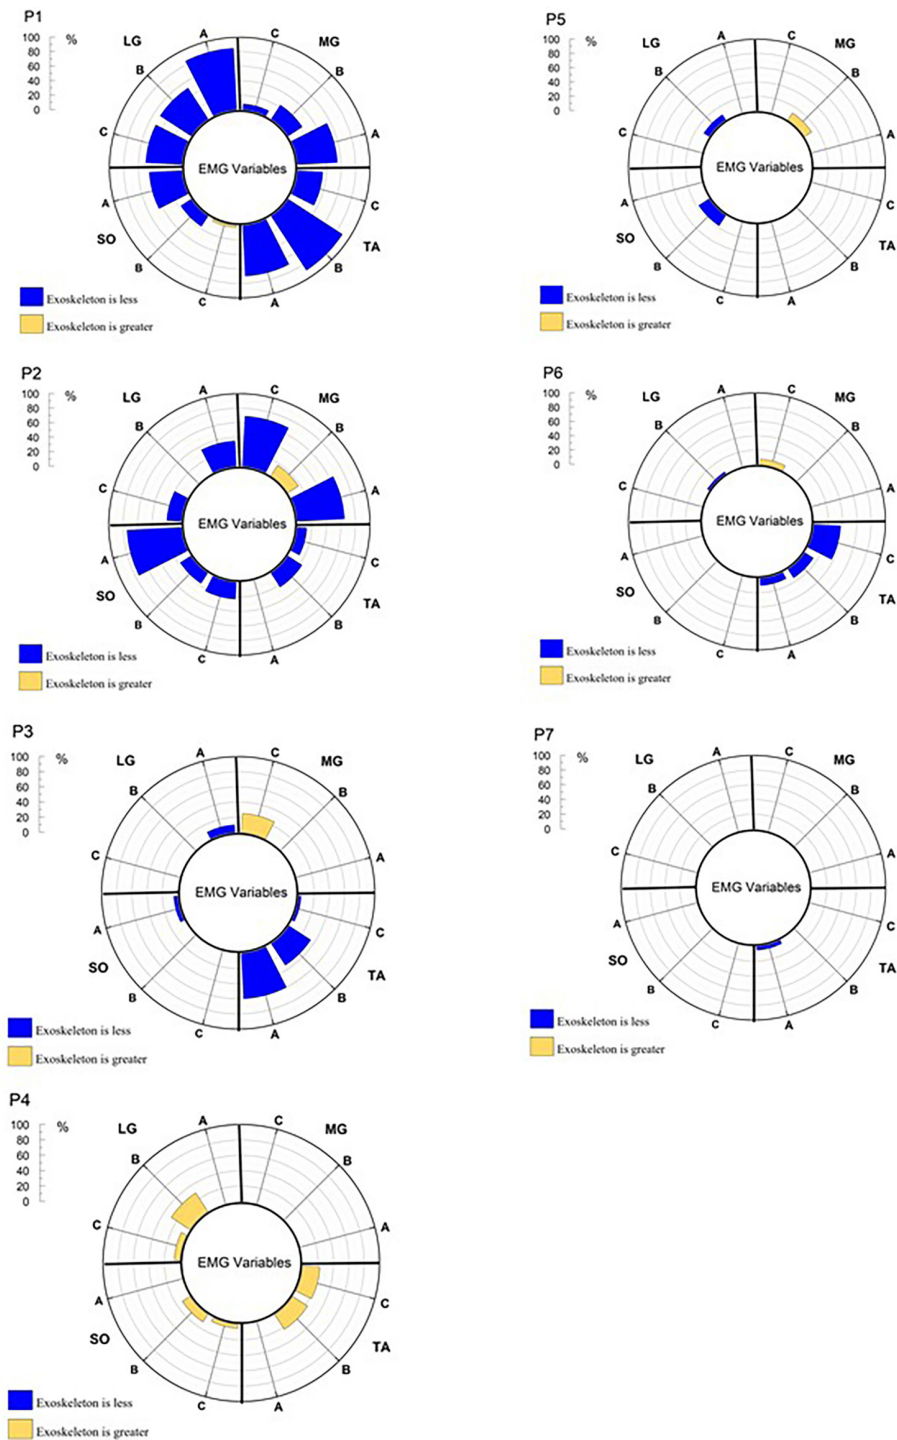 P1
100
80
60
40
20
0
%
LG
A
C
MG
B
B
C
A
EMG Variables
A
C
SO
TA
B
B
C
A
Exoskeleton is less
Exoskeleton is greater
P5
100
80
60
40
20
0
%
LG
A
C
MG
B
B
C
A
EMG Variables
A
C
SO
TA
B
B
C
A
Exoskeleton is less
Exoskeleton is greater
P2
100
80
60
40
20
0
%
LG
A
C
MG
B
B
C
A
EMG Variables
A
C
SO
TA
B
B
C
A
Exoskeleton is less
Exoskeleton is greater
P6
100
80
60
40
20
0
%
LG
A
C
MG
B
B
C
A
EMG Variables
A
C
SO
TA
B
B
C
A
Exoskeleton is less
Exoskeleton is greater
P3
100
80
60
40
20
0
%
LG
A
C
MG
B
B
C
A
EMG Variables
A
C
SO
TA
B
B
C
A
Exoskeleton is less
Exoskeleton is greater
P7
100
80
60
40
20
0
%
LG
A
C
MG
B
B
C
A
EMG Variables
A
C
SO
TA
B
B
C
A
Exoskeleton is less
Exoskeleton is greater
P4
100
80
60
40
20
0
%
LG
A
C
MG
B
B
C
A
EMG Variables
A
C
SO
TA
B
B
C
A
Exoskeleton is less
Exoskeleton is greater